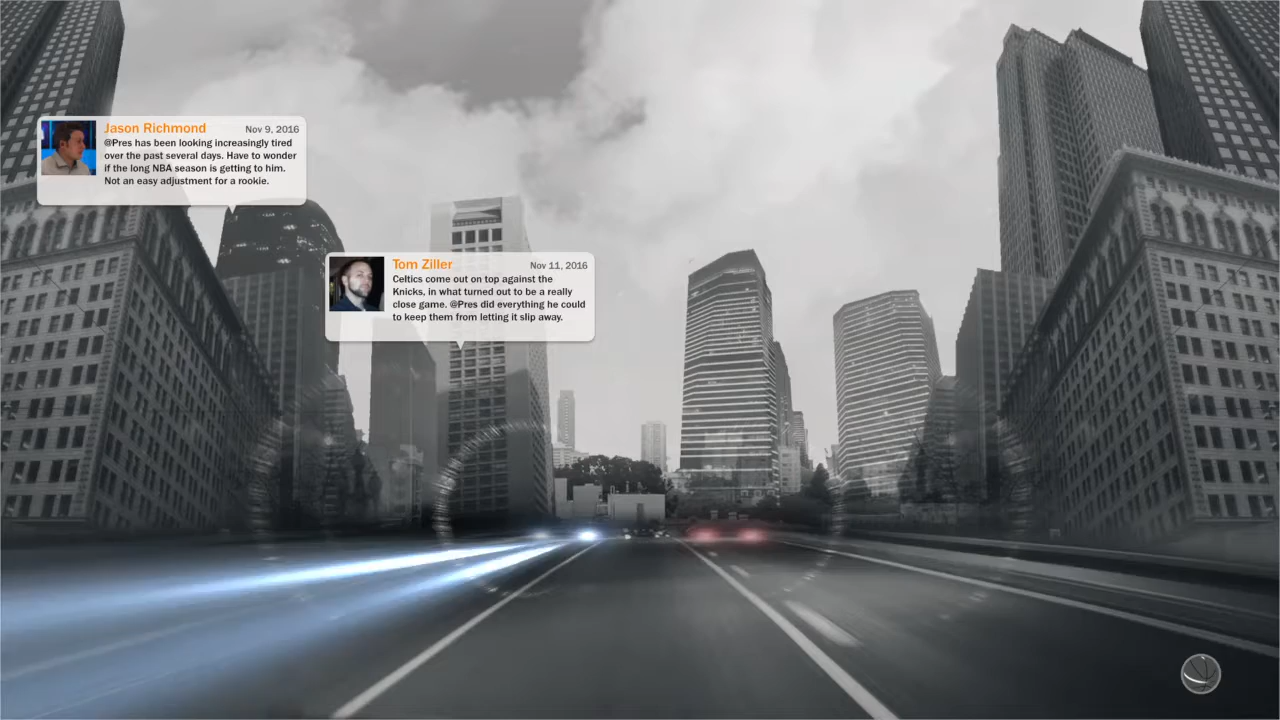 Jason Richmond
Nov 9, 2016
@Pres has been looking increasingly tired
over the past several days. Have to wonder
if the long NBA season is getting to him.
Not an easy adjustment for a rookie.
Tom Ziller
Nov 11, 2016
Celtics come out on top against the
Knicks, in what turned out to be a really
close game. @Pres did everything he could
to keep them from letting it slip away.